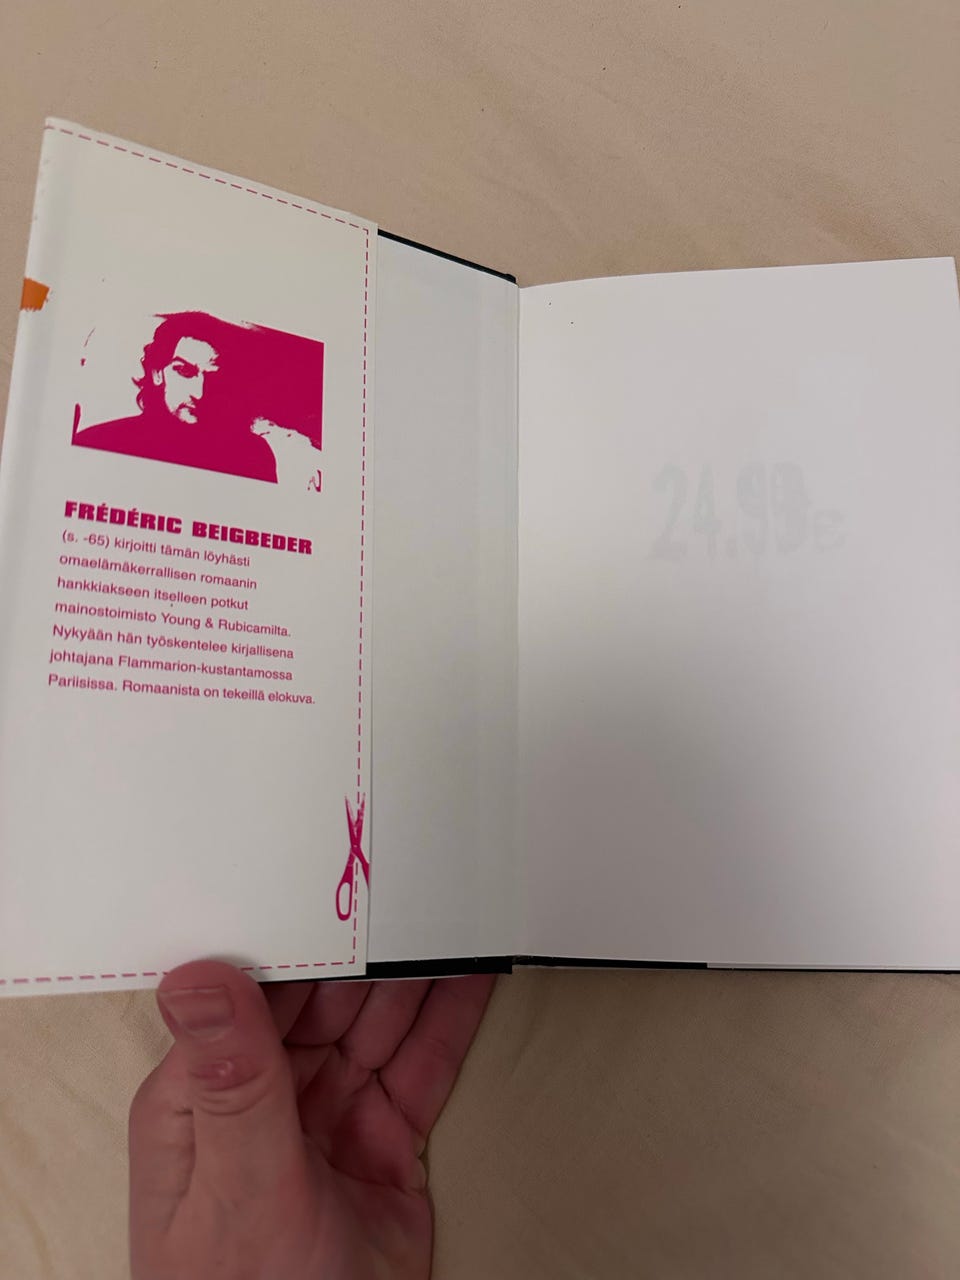 FRÉDÉRIC BEIGBEDER
(s. -65) kirjoitti tämän löyhästi
omaelämäkerrallisen romaanin
hankkiakseen itselleen potkut
mainostoimisto Young & Rubicamilta.
Nykyään hän työskentelee kirjallisena
johtajana Flammarion-kustantamossa
Pariisissa. Romaanista on tekeillä elokuva.
24.99€